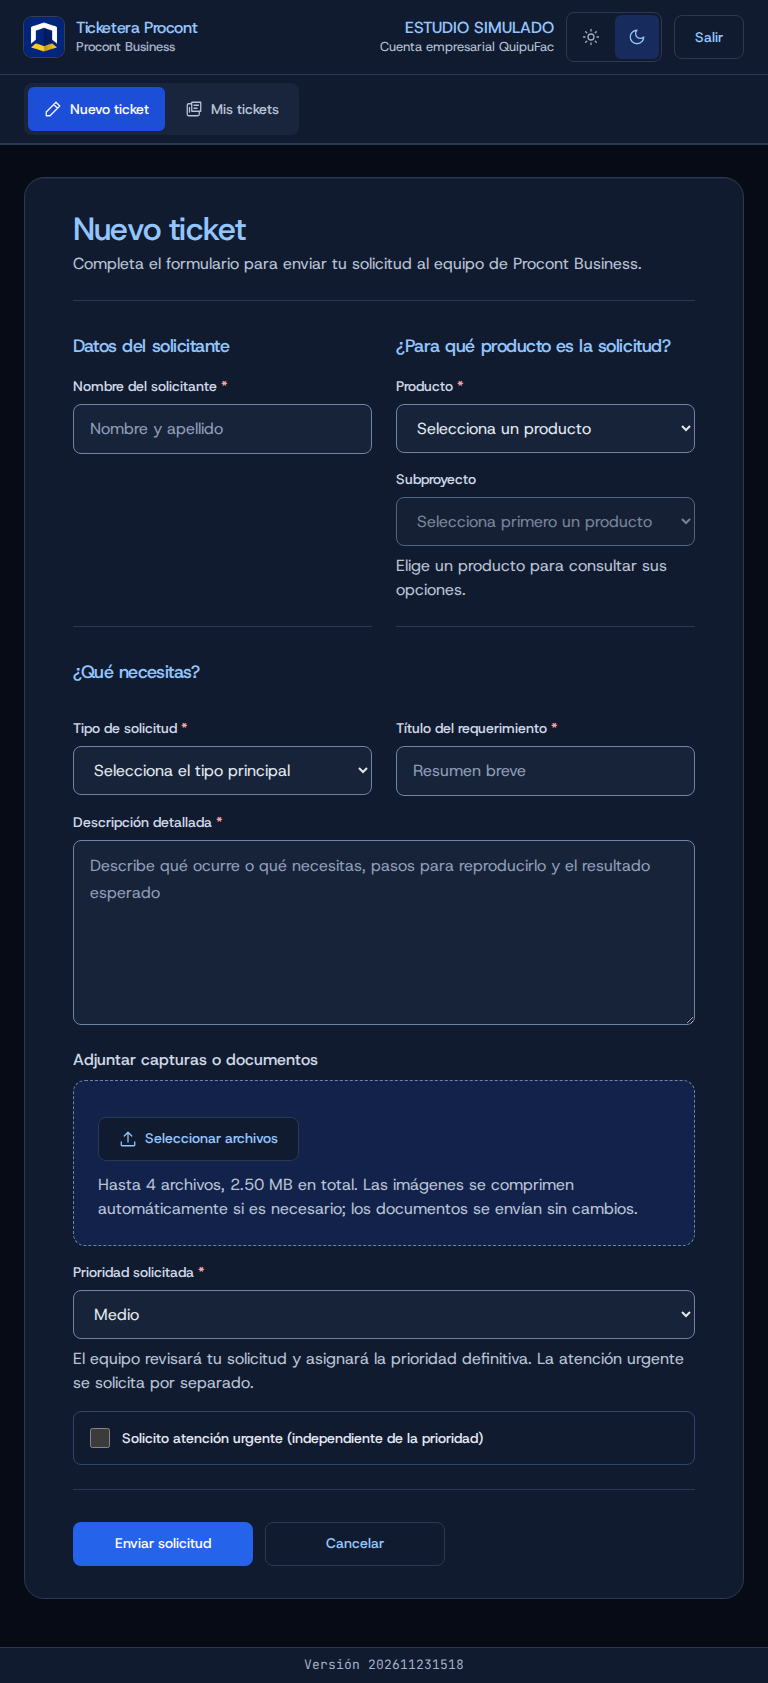 Ticketera Procont
Procont Business
ESTUDIO SIMULADO
Cuenta empresarial QuipuFac
Salir
Nuevo ticket
Mis tickets
Nuevo ticket
Completa el formulario para enviar tu solicitud al equipo de Procont Business.
Datos del solicitante
Nombre del solicitante *
Nombre y apellido
¿Para qué producto es la solicitud?
Producto *
Selecciona un producto
Subproyecto
Selecciona primero un producto
Elige un producto para consultar sus
opciones.
¿Qué necesitas?
Tipo de solicitud *
Selecciona el tipo principal
Título del requerimiento *
Resumen breve
Descripción detallada *
Describe qué ocurre o qué necesitas, pasos para reproducirlo y el resultado
esperado
Adjuntar capturas o documentos
Seleccionar archivos
Hasta 4 archivos, 2.50 MB en total. Las imágenes se comprimen
automáticamente si es necesario; los documentos se envían sin cambios.
Prioridad solicitada *
Medio
El equipo revisará tu solicitud y asignará la prioridad definitiva. La atención urgente
se solicita por separado.
Solicito atención urgente (independiente de la prioridad)
Enviar solicitud
Cancelar
Versión 202611231518